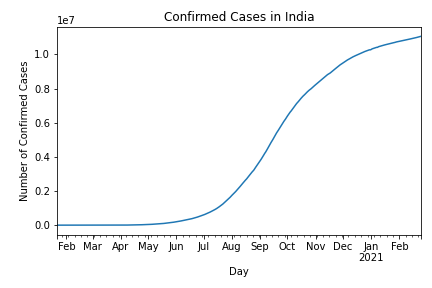 Confirmed Cases in India
1e7
1.0
0.8
0.6
0.4
0.2
0.0
Number of Confirmed Cases
Feb Mar Apr May Jun Jul Aug Sep Oct Nov Dec Jan Feb
2021
Day